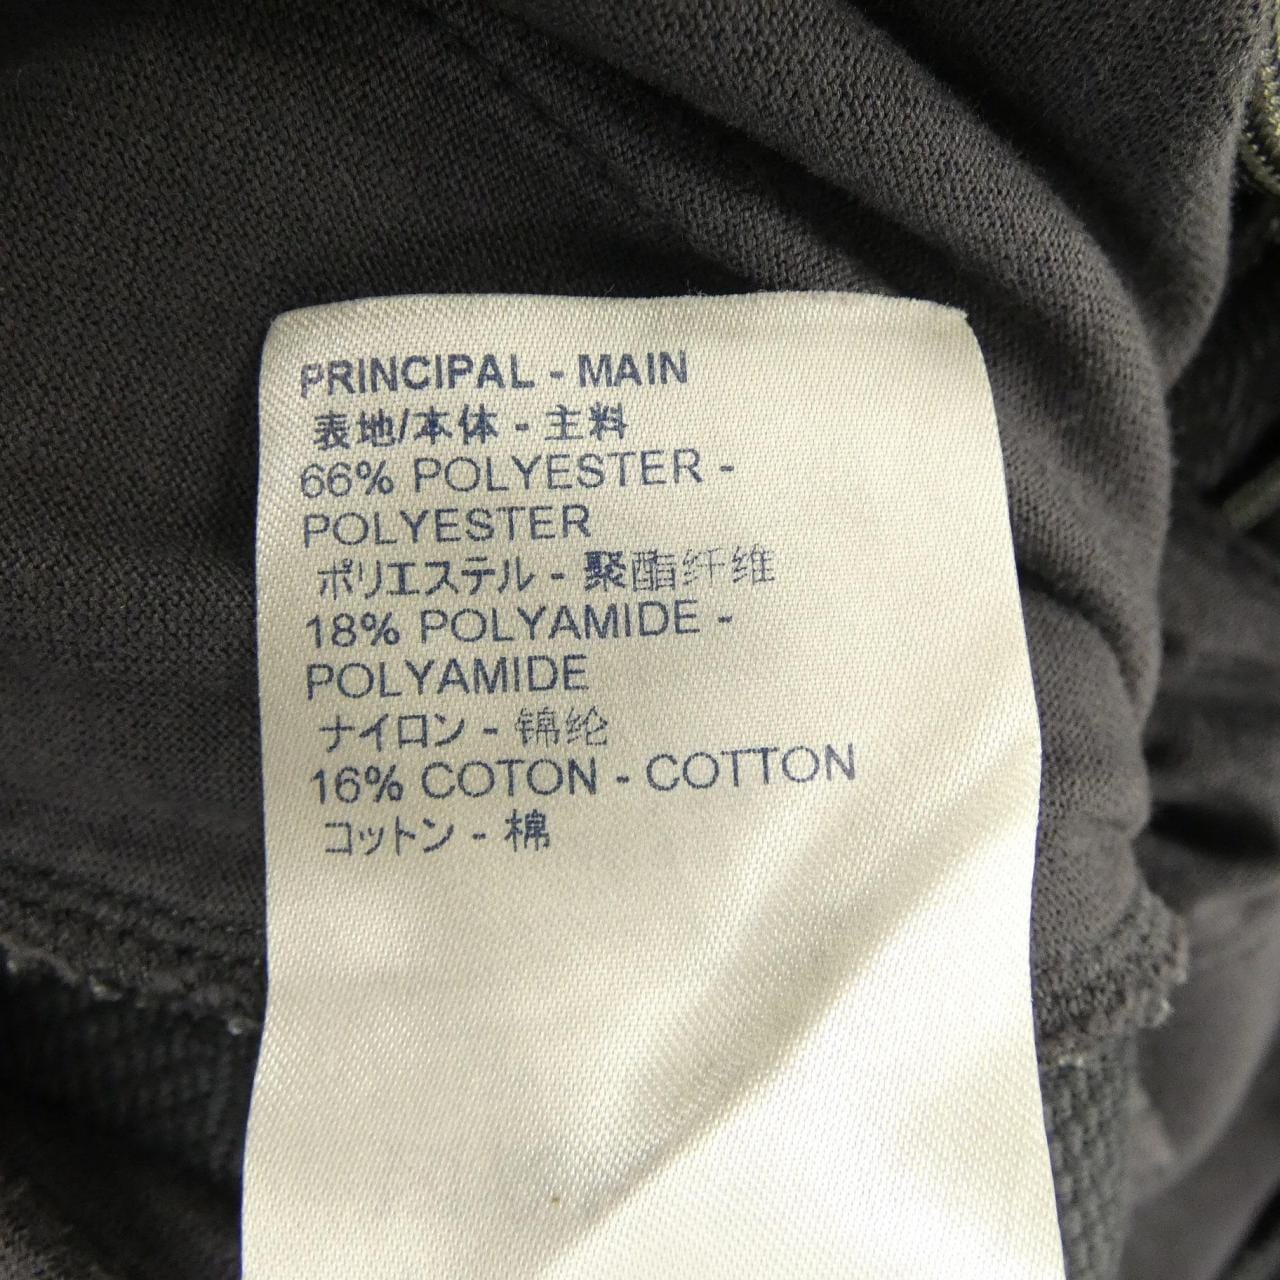 PRINCIPAL - MAIN
表地/本体 - 主料
66% POLYESTER -
POLYESTER
ポリエステル - 聚酯纤维
18% POLYAMIDE -
POLYAMIDE
ナイロン - 锦纶
16% COTON - COTTON
コットン - 棉